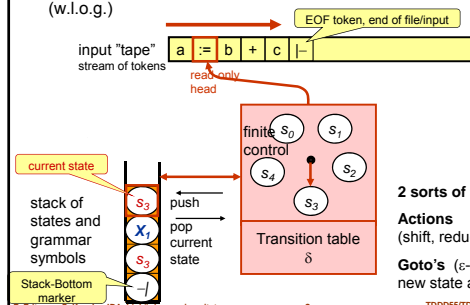 (w.l.o.g.)
EOF token, end of file/input
input "tape"
stream of tokens
a := b + c |–
read-only
head
finite
control
s0 s1
s4 s2
s3
current state
s3
X1
s3
–|
stack of
states and
grammar
symbols
push
pop
current
state
Stack-Bottom
marker
Transition table
δ
2 sorts of
Actions
(shift, redu
Goto's (ε-
new state